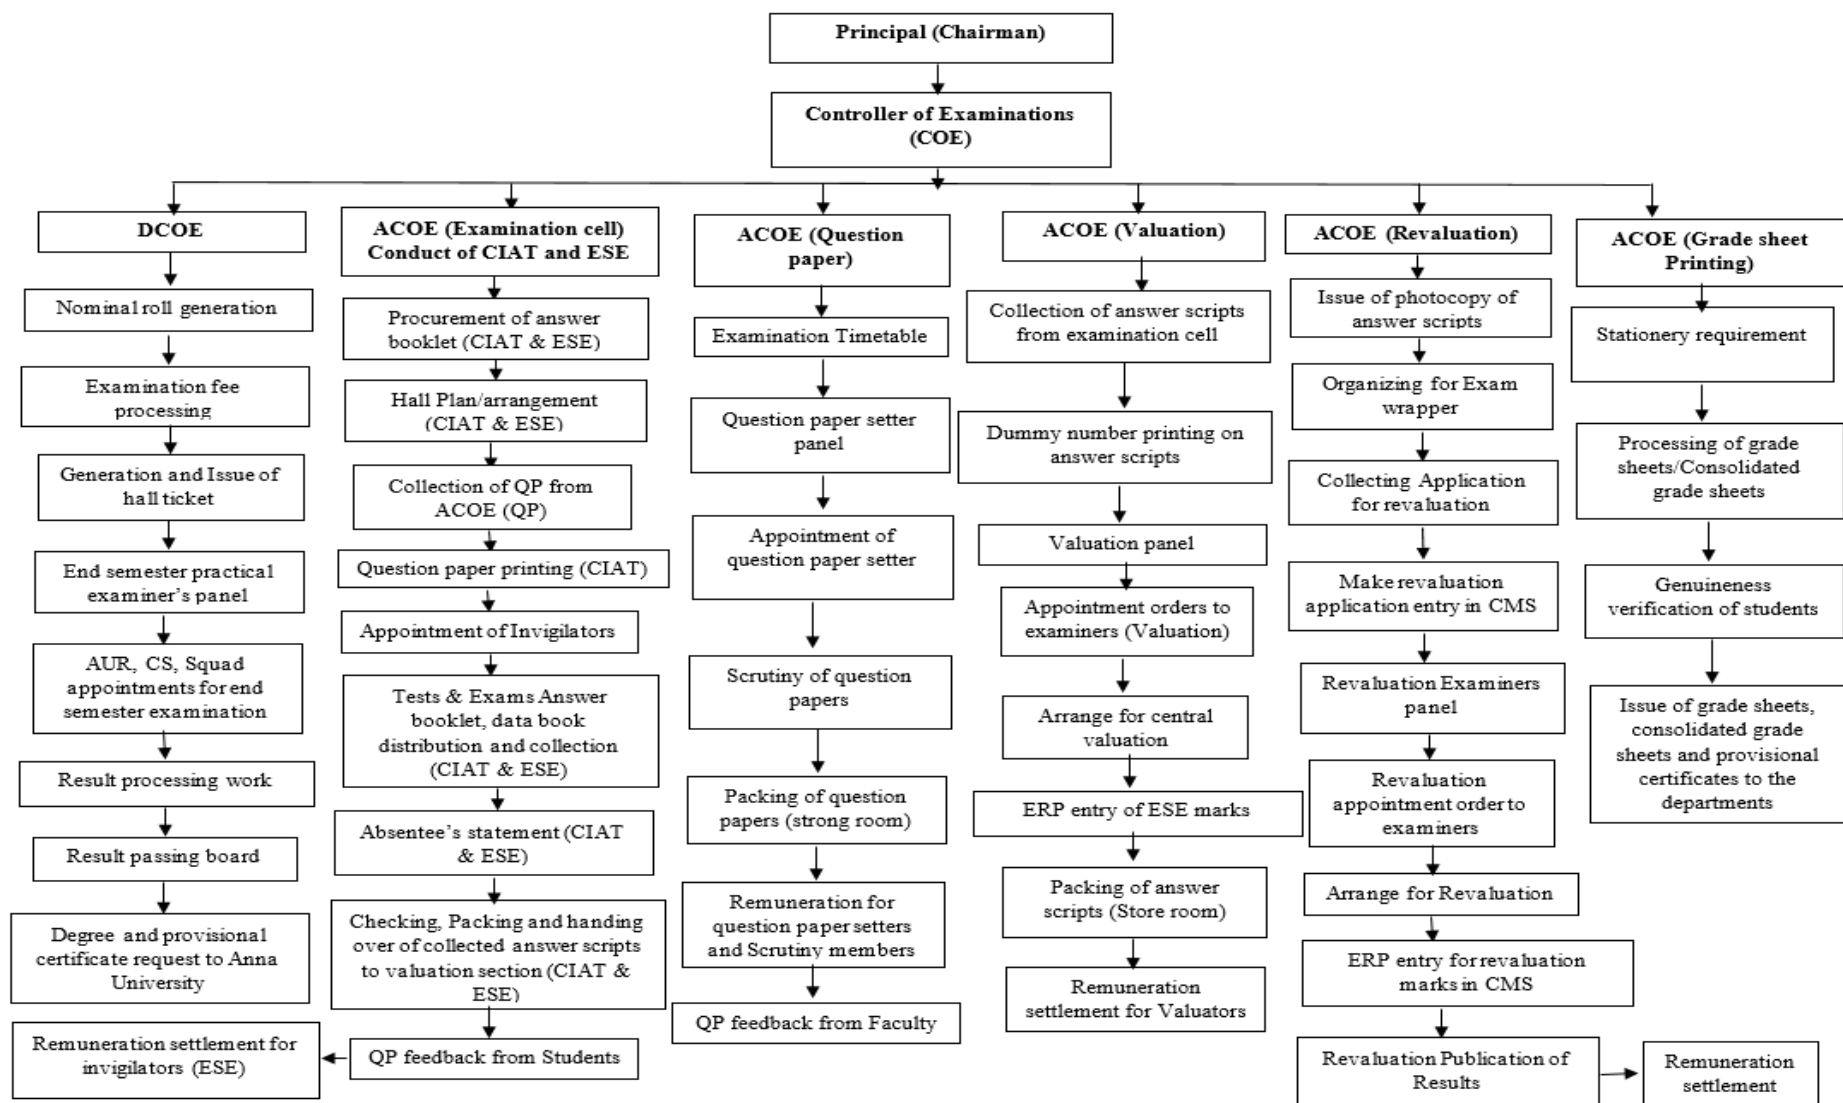 Principal (Chairman)
Controller of Examinations
(COE)
DCOE
Nominal roll generation
Examination fee
processing
Generation and Issue of
hall ticket
End semester practical
examiner's panel
AUR, CS, Squad
appointments for end
semester examination
Result processing work
Result passing board
Degree and provisional
certificate request to Anna
University
ACOE (Examination cell)
Conduct of CIAT and ESE
Procurement of answer
booklet (CIAT & ESE)
Hall Plan/arrangement
(CIAT & ESE)
Collection of QP from
ACOE (QP)
Question paper printing (CIAT)
Appointment of Invigilators
Tests & Exams Answer
booklet, data book
distribution and collection
(CIAT & ESE)
Absentee's statement (CIAT
& ESE)
Checking, Packing and handing
over of collected answer scripts
to valuation section (CIAT &
ESE)
QP feedback from Students
Remuneration settlement for
invigilators (ESE)
ACOE (Question
paper)
Examination Timetable
Question paper setter
panel
Appointment of
question paper setter
Scrutiny of question
papers
Packing of question
papers (strong room)
Remuneration for
question paper setters
and Scrutiny members
QP feedback from Faculty
ACOE (Valuation)
Collection of answer scripts
from examination cell
Dummy number printing on
answer scripts
Valuation panel
Appointment orders to
examiners (Valuation)
Arrange for central
valuation
ERP entry of ESE marks
Packing of answer
scripts (Store room)
Remuneration
settlement for Valuators
ACOE (Revaluation)
Issue of photocopy of
answer scripts
Organizing for Exam
wrapper
Collecting Application
for revaluation
Make revaluation
application entry in CMS
Revaluation Examiners
panel
Revaluation
appointment order to
examiners
Arrange for Revaluation
ERP entry for revaluation
marks in CMS
Revaluation Publication of
Results
Remuneration
settlement
ACOE (Grade sheet
Printing)
Stationery requirement
Processing of grade
sheets/Consolidated
grade sheets
Genuineness
verification of students
Issue of grade sheets,
consolidated grade
sheets and provisional
certificates to the
departments